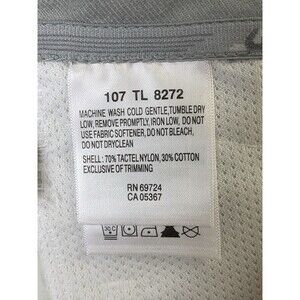 107 TL 8272
MACHINE WASH COLD GENTLE,TUMBLE DRY
LOW, REMOVE PROMPTLY, IRON LOW, DO NOT
USE FABRIC SOFTENER, DO NOT BLEACH,
DO NOT DRYCLEAN
SHELL: 70% TACTEL NYLON, 30% COTTON
EXCLUSIVE OF TRIMMING
RN 69724
CA 05367